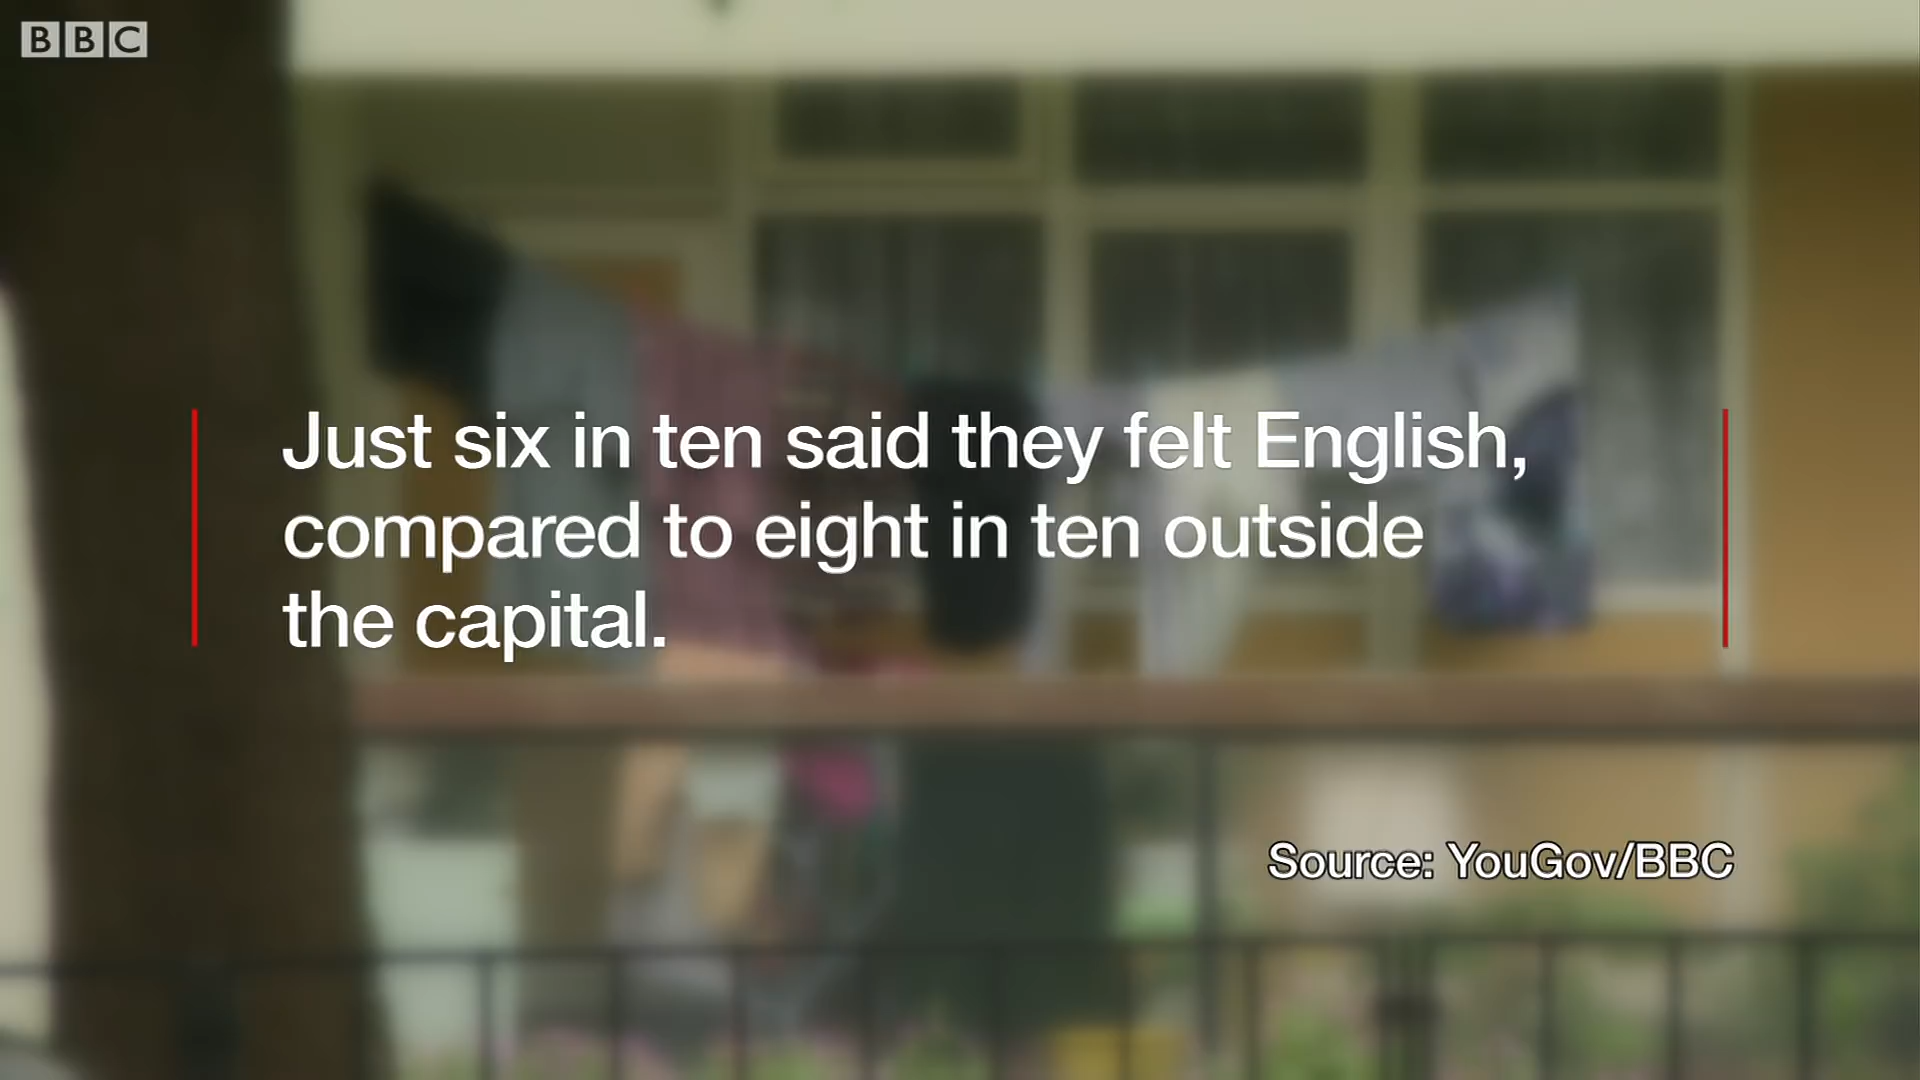 BBC
Just six in ten said they felt English,
compared to eight in ten outside
the capital.
Source: YouGov/BBC